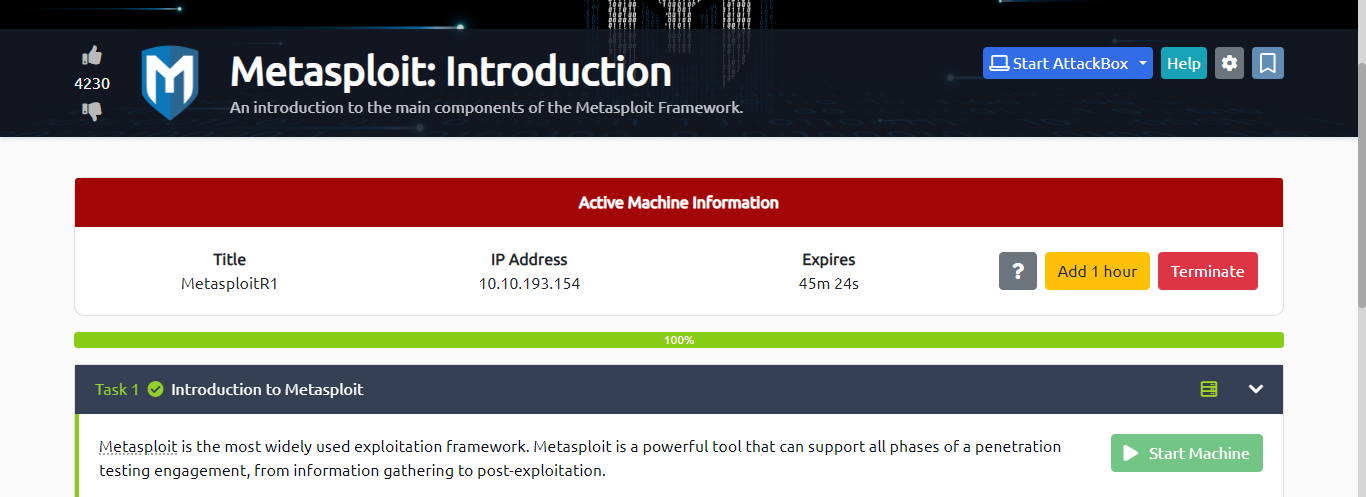 Metasploit: Introduction
An introduction to the main components of the Metasploit Framework.
4230
Start AttackBox
Help
Active Machine Information
Title
IP Address
Expires
MetasploitR1
10.10.193.154
45m 24s
?
Add 1 hour
Terminate
100%
Task 1 Introduction to Metasploit
Metasploit is the most widely used exploitation framework. Metasploit is a powerful tool that can support all phases of a penetration
testing engagement, from information gathering to post-exploitation.
Start Machine